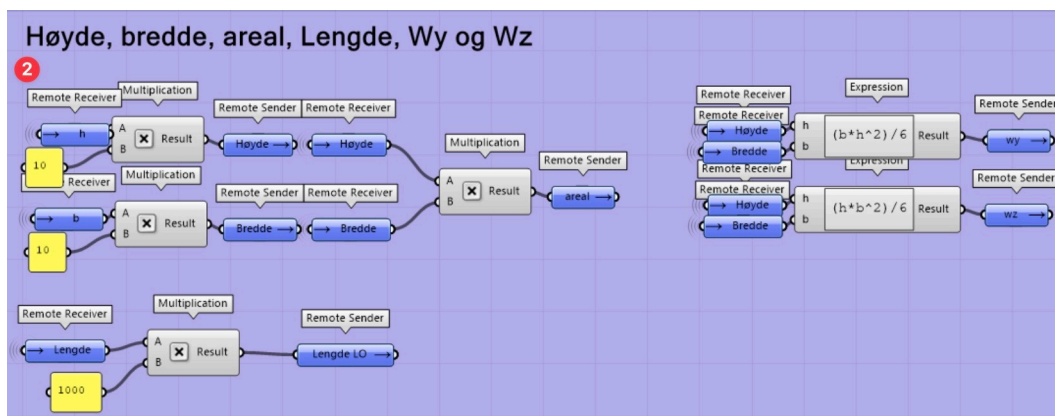 Høyde, bredde, areal, Lengde, Wy og Wz
2
Remote Receiver
Multiplication
h
A
B
Result
10
Remote Sender
Høyde
Remote Receiver
Høyde
Receiver
Multiplication
b
A
B
Result
10
Remote Sender
Bredde
Remote Receiver
Bredde
Multiplication
A
B
Result
Remote Sender
areal
Remote Receiver
Lengde
Multiplication
A
B
Result
1000
Remote Sender
Lengde LO
Remote Receiver
Remote Receiver
Høyde
Bredde
Expression
h
b
(b*h^2)/6
Result
Remote Sender
wy
Remote Receiver
Remote Receiver
Høyde
Bredde
Expression
h
b
(h*b^2)/6
Result
Remote Sender
wz